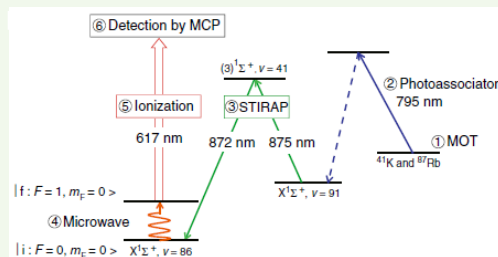 ⑥ Detection by MCP
(3)¹Σ⁺, v = 41
⑤ Ionization
③ STIRAP
② Photoassociator
795 nm
617 nm
872 nm
875 nm
① MOT
⁴¹K and ⁸⁷Rb
X¹Σ⁺, v = 91
|f : F = 1, m_F = 0 >
④ Microwave
|i : F = 0, m_F = 0 >
X¹Σ⁺, v = 86